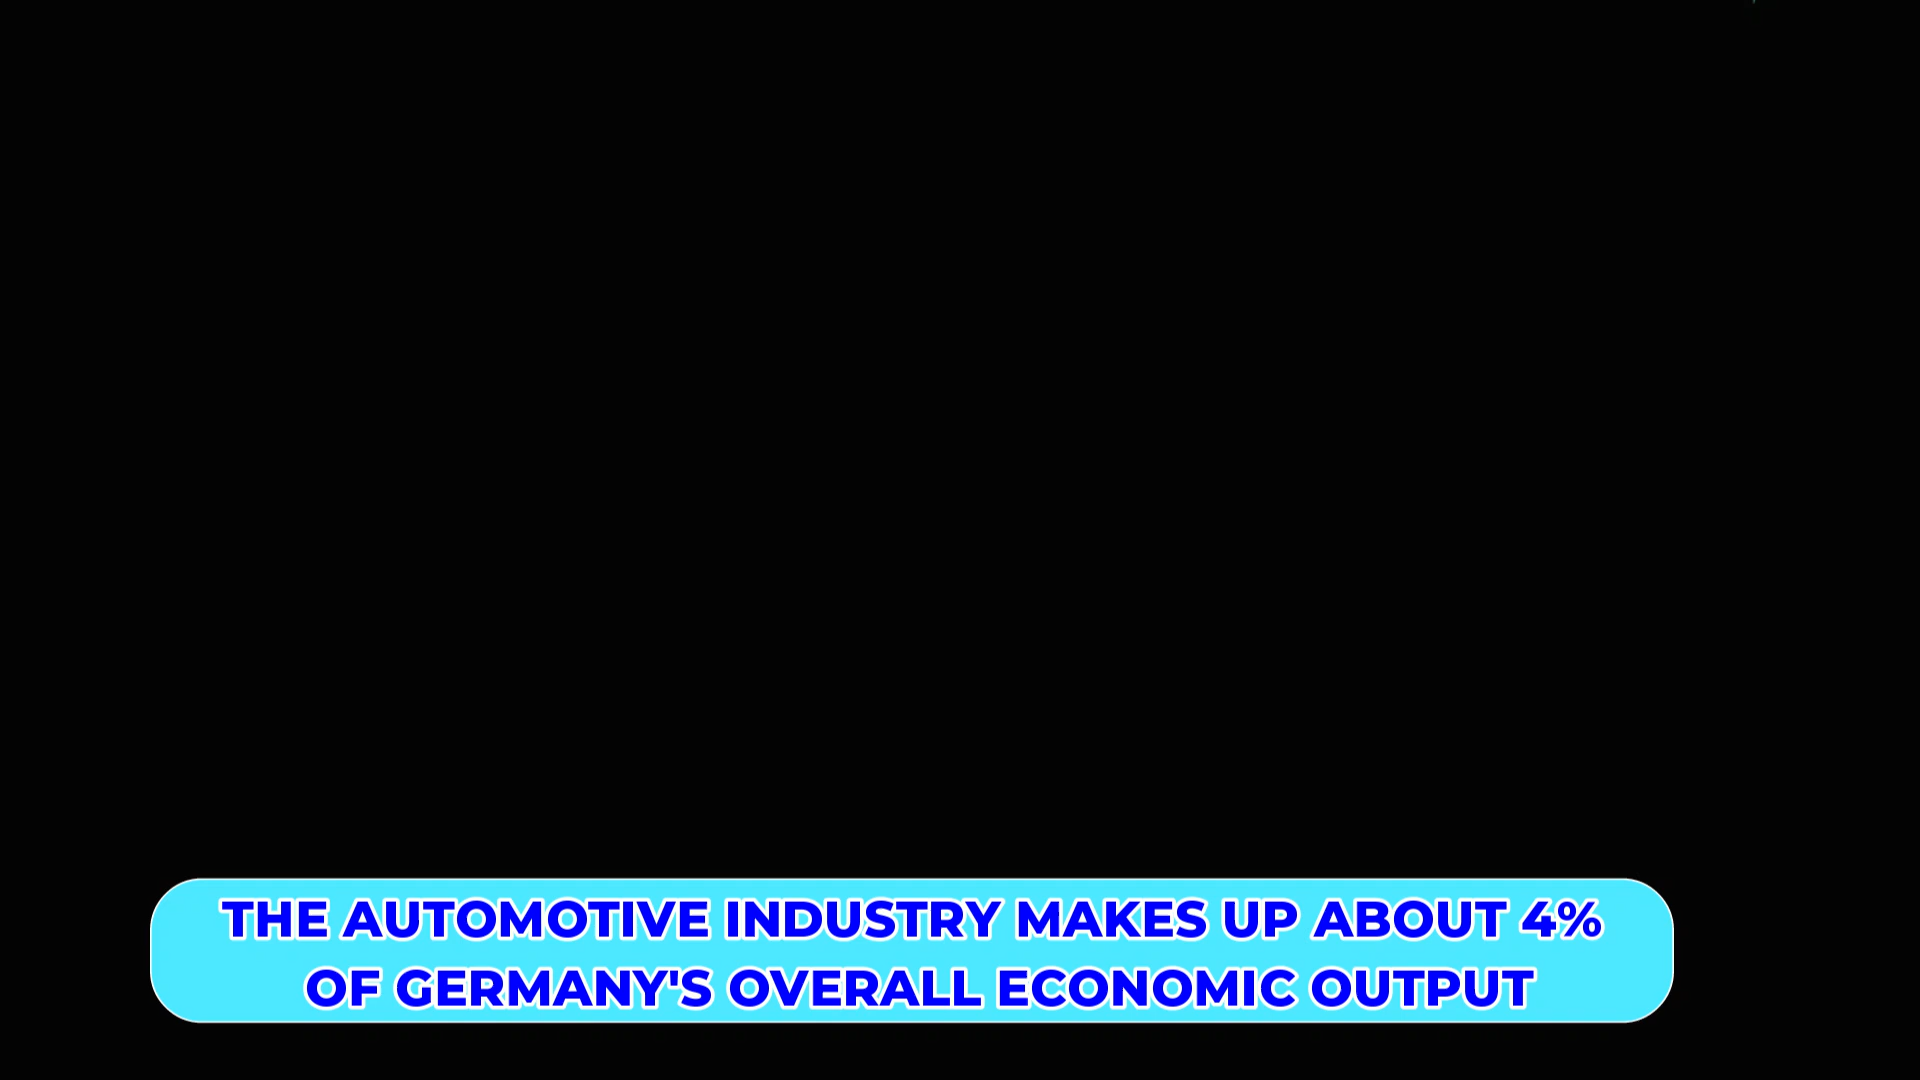 THE AUTOMOTIVE INDUSTRY MAKES UP ABOUT 4%
OF GERMANY'S OVERALL ECONOMIC OUTPUT